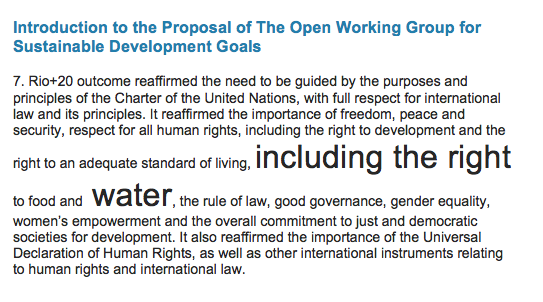 Introduction to the Proposal of The Open Working Group for
Sustainable Development Goals
7. Rio+20 outcome reaffirmed the need to be guided by the purposes and
principles of the Charter of the United Nations, with full respect for international
law and its principles. It reaffirmed the importance of freedom, peace and
security, respect for all human rights, including the right to development and the
right to an adequate standard of living, including the right
to food and water, the rule of law, good governance, gender equality,
women's empowerment and the overall commitment to just and democratic
societies for development. It also reaffirmed the importance of the Universal
Declaration of Human Rights, as well as other international instruments relating
to human rights and international law.